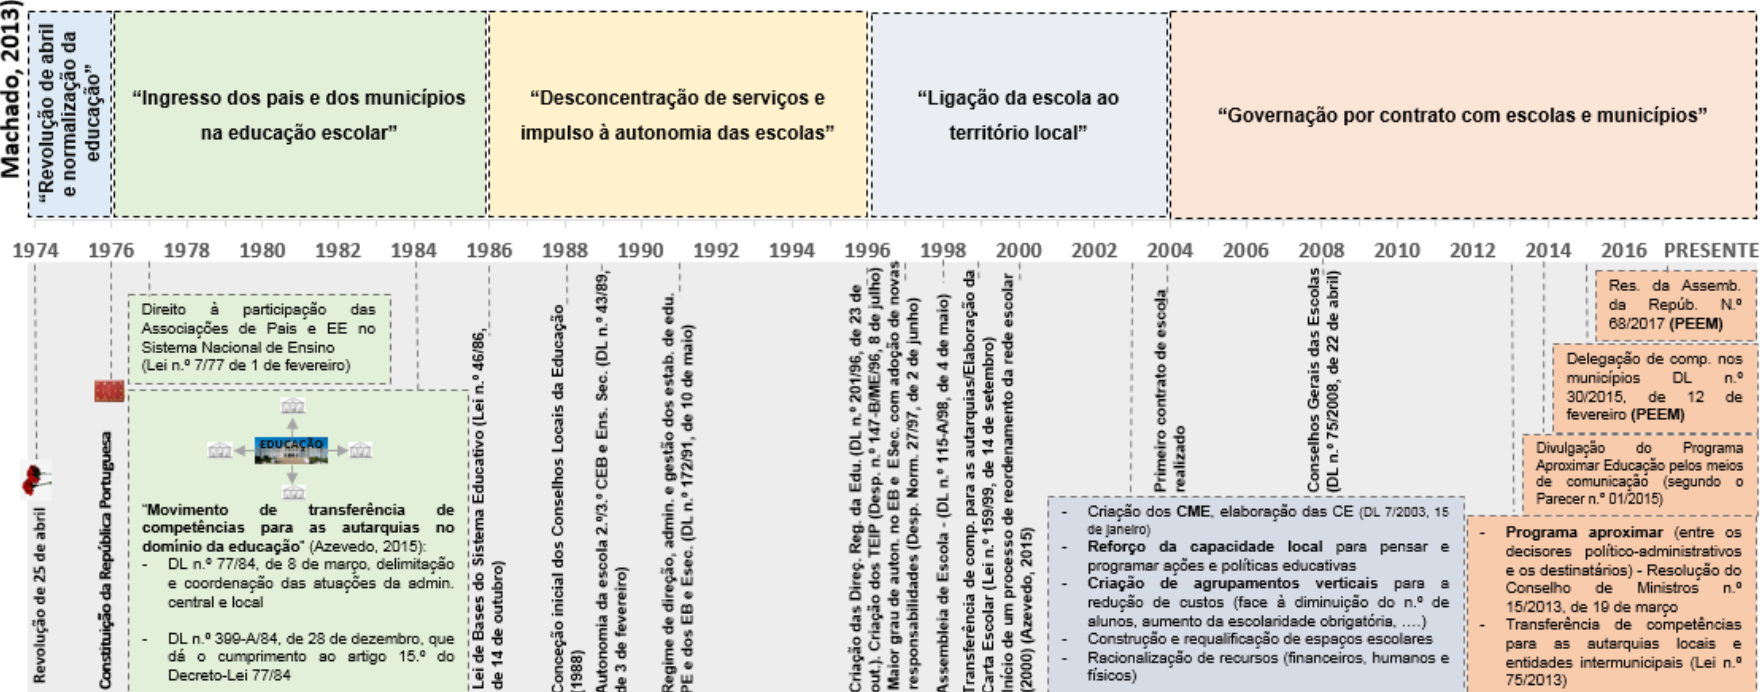 Machado, 2013)
“Revolução de abril
e normalização da
educação”
“Ingresso dos pais e dos municípios
na educação escolar”
“Desconcentração de serviços e
impulso à autonomia das escolas”
“Ligação da escola ao
território local”
“Governação por contrato com escolas e municípios”
1974 1976 1978 1980 1982 1984 1986 1988 1990 1992 1994 1996 1998 2000 2002 2004 2006 2008 2010 2012 2014 2016 PRESENTE
Revolução de 25 de abril
Constituição da República Portuguesa
Direito à participação das
Associações de Pais e EE no
Sistema Nacional de Ensino
(Lei n.º 7/77 de 1 de fevereiro)
EDUCAÇÃO
“Movimento de transferência de
competências para as autarquias no
domínio da educação” (Azevedo, 2015):
- DL n.º 77/84, de 8 de março, delimitação
e coordenação das atuações da admin.
central e local
- DL n.º 399-A/84, de 28 de dezembro, que
dá o cumprimento ao artigo 15.º do
Decreto-Lei 77/84
Lei de Bases do Sistema Educativo (Lei n.º 46/86,
de 14 de outubro)
Conceção inicial dos Conselhos Locais da Educação
(1988)
Autonomia da escola 2.º/3.º CEB e Ens. Sec. (DL n.º 43/89,
de 3 de fevereiro)
Regime de direção, admin. e gestão dos estab. de edu.
PE e dos EB e Esec. (DL n.º 172/91, de 10 de maio)
Criação das Direç. Reg. da Edu. (DL n.º 201/96, de 23 de
out.). Criação dos TEIP (Desp. n.º 147-B/ME/96, 8 de julho)
Maior grau de auton. no EB e ESec. com adoção de novas
responsabilidades (Desp. Norm. 27/97, de 2 de junho)
Assembleia de Escola - (DL n.º 115-A/98, de 4 de maio)
Transferência de comp. para as autarquias/Elaboração da
Carta Escolar (Lei n.º 159/99, de 14 de setembro)
Início de um processo de reordenamento da rede escolar
(2000) (Azevedo, 2015)
Primeiro contrato de escola
realizado
Conselhos Gerais das Escolas
(DL n.º 75/2008, de 22 de abril)
- Criação dos CME, elaboração das CE (DL 7/2003, 15
de janeiro)
- Reforço da capacidade local para pensar e
programar ações e políticas educativas
- Criação de agrupamentos verticais para a
redução de custos (face à diminuição do n.º de
alunos, aumento da escolaridade obrigatória, ….)
- Construção e requalificação de espaços escolares
- Racionalização de recursos (financeiros, humanos e
físicos)
Res. da Assemb.
da Repúb. N.º
68/2017 (PEEM)
Delegação de comp. nos
municípios DL n.º
30/2015, de 12 de
fevereiro (PEEM)
Divulgação do Programa
Aproximar Educação pelos meios
de comunicação (segundo o
Parecer n.º 01/2015)
- Programa aproximar (entre os
decisores político-administrativos
e os destinatários) - Resolução do
Conselho de Ministros n.º
15/2013, de 19 de março
- Transferência de competências
para as autarquias locais e
entidades intermunicipais (Lei n.º
75/2013)